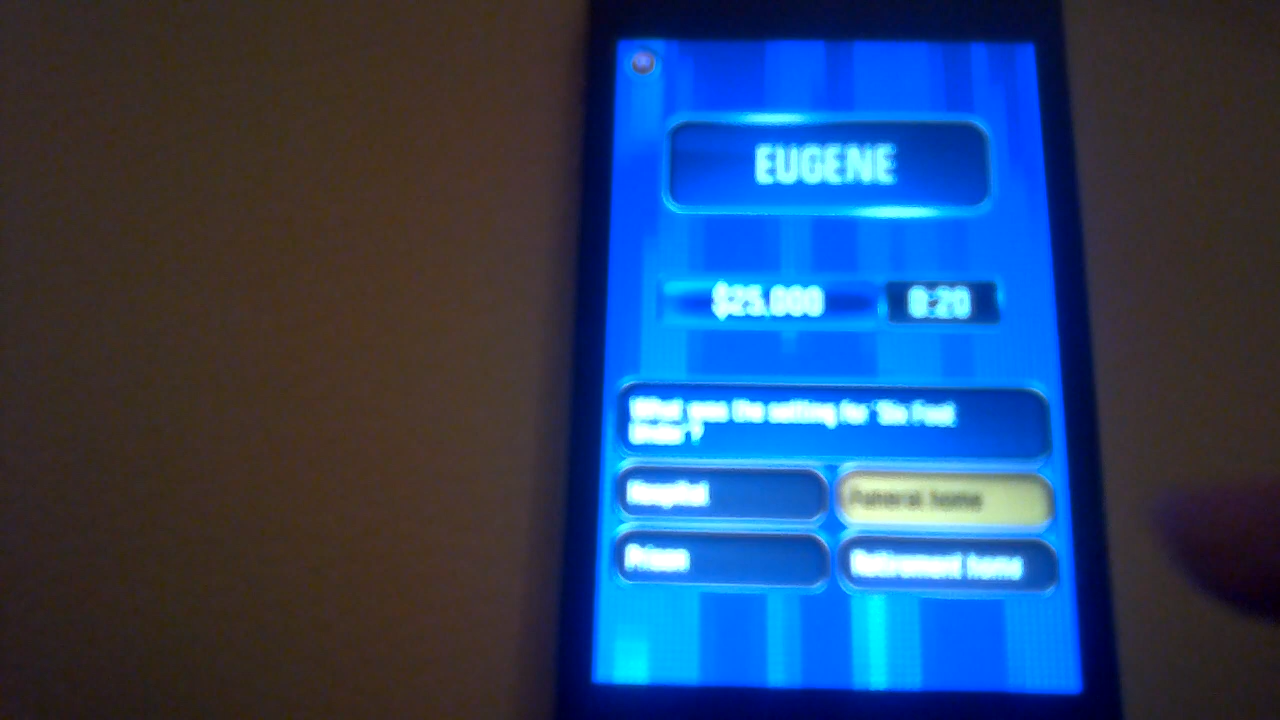 EUGENE
$25,000
0:20
What was the setting for 'Six Feet
Under'?
Hospital
Funeral home
Prison
Retirement home